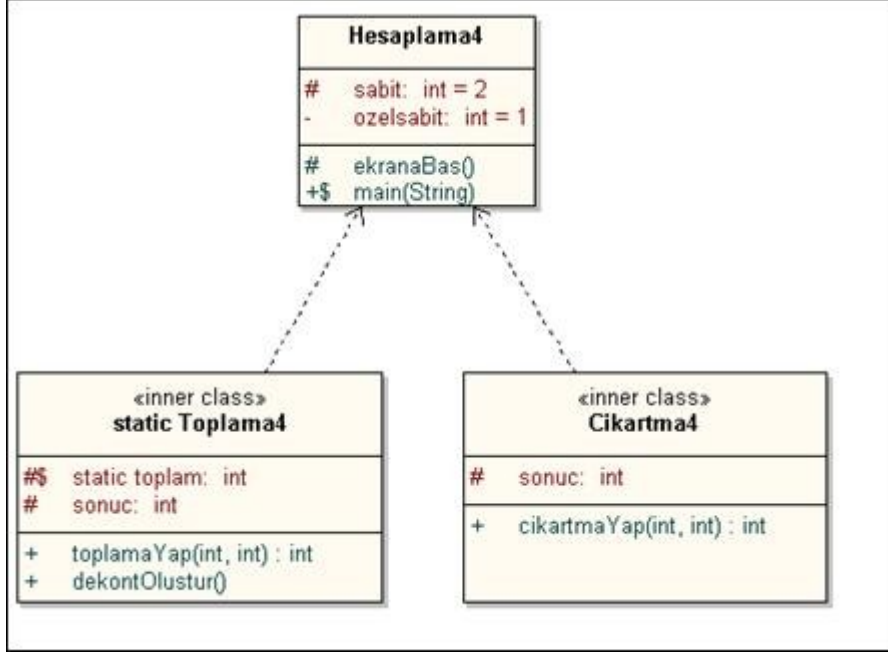 Hesaplama4
# sabit: int = 2
- ozelsabit: int = 1
# ekranaBas()
+$ main(String)
«inner class»
static Toplama4
#$ static toplam: int
# sonuc: int
+ toplamaYap(int, int) : int
+ dekontOlustur()
«inner class»
Cikartma4
# sonuc: int
+ cikartmaYap(int, int) : int